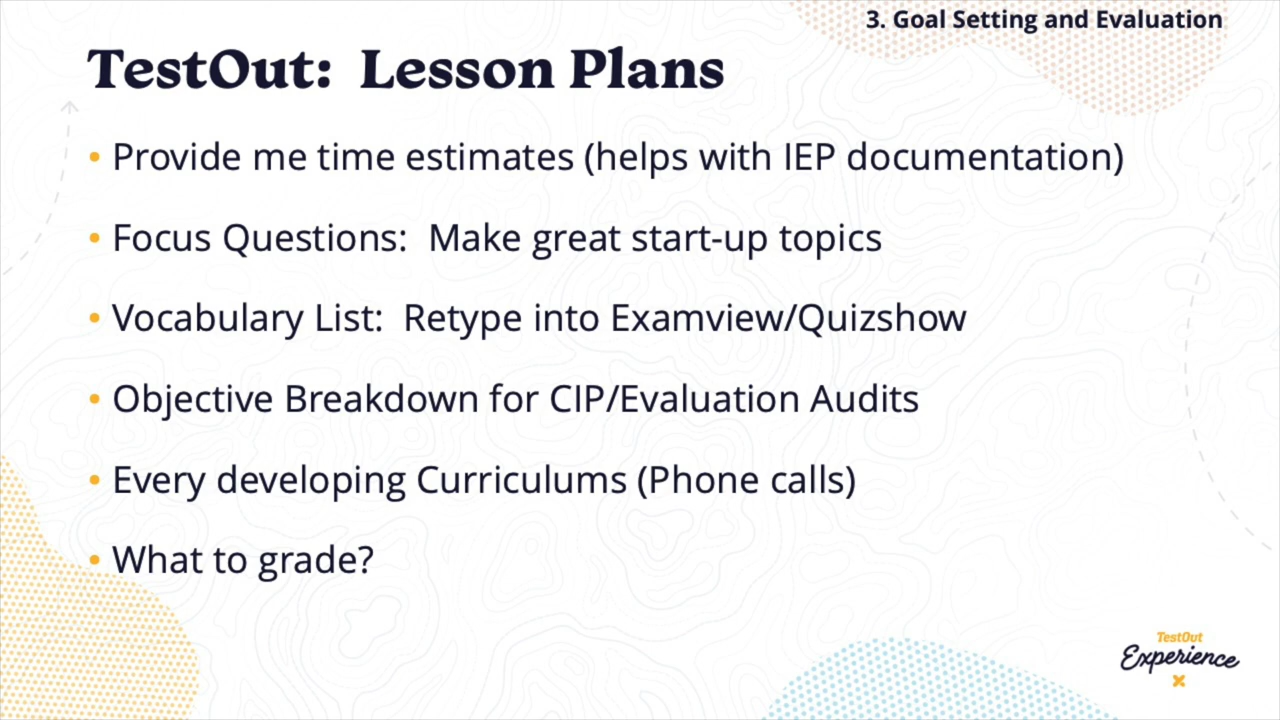 3. Goal Setting and Evaluation
TestOut: Lesson Plans
• Provide me time estimates (helps with IEP documentation)
• Focus Questions: Make great start-up topics
• Vocabulary List: Retype into Examview/Quizshow
• Objective Breakdown for CIP/Evaluation Audits
• Every developing Curriculums (Phone calls)
• What to grade?
TestOut
Experience